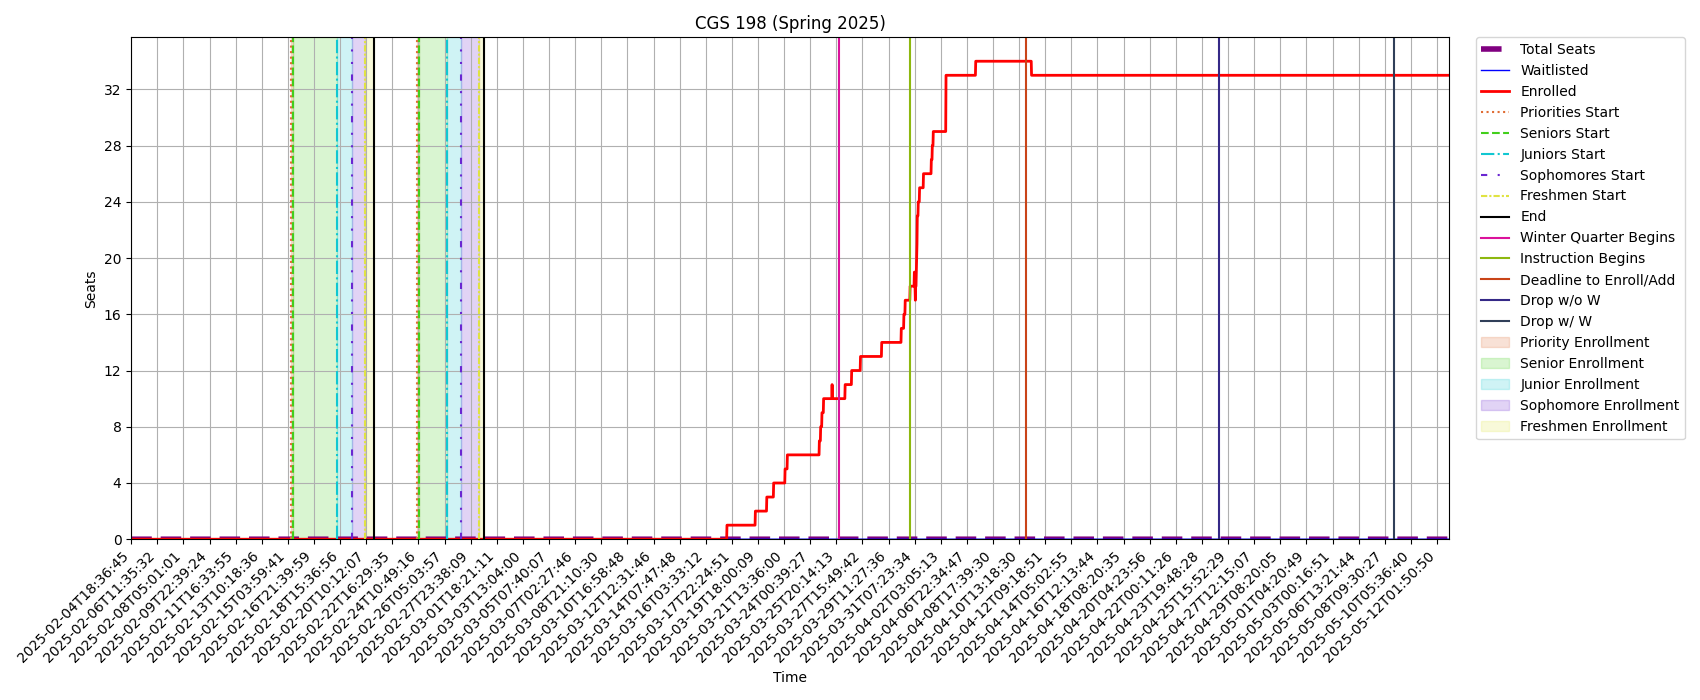 CGS 198 (Spring 2025)
Seats
32
28
24
20
16
12
8
4
0
2025-02-04T18:36:45
2025-02-06T11:35:32
2025-02-08T05:01:01
2025-02-09T22:39:24
2025-02-11T16:33:55
2025-02-13T10:18:36
2025-02-15T03:59:41
2025-02-16T21:39:59
2025-02-18T15:36:56
2025-02-20T10:12:07
2025-02-22T16:29:35
2025-02-24T10:49:16
2025-02-26T05:03:57
2025-02-27T23:38:09
2025-03-01T18:21:11
2025-03-03T13:04:00
2025-03-05T07:40:07
2025-03-07T02:27:46
2025-03-08T21:10:30
2025-03-10T16:58:48
2025-03-12T12:31:46
2025-03-14T07:47:48
2025-03-16T03:33:12
2025-03-17T22:24:51
2025-03-19T18:00:09
2025-03-21T13:36:00
2025-03-24T00:39:27
2025-03-25T20:14:13
2025-03-27T15:49:42
2025-03-29T11:27:36
2025-03-31T07:23:34
2025-04-02T03:05:13
2025-04-06T22:34:47
2025-04-08T17:39:30
2025-04-10T13:18:30
2025-04-12T09:18:51
2025-04-14T05:02:55
2025-04-16T12:13:44
2025-04-18T08:20:35
2025-04-20T04:23:56
2025-04-22T00:11:26
2025-04-23T19:48:28
2025-04-25T15:52:29
2025-04-27T12:15:07
2025-04-29T08:20:05
2025-05-01T04:20:49
2025-05-03T00:16:51
2025-05-06T13:21:44
2025-05-08T09:30:27
2025-05-10T05:36:40
2025-05-12T01:50:50
Time
Total Seats
Waitlisted
Enrolled
Priorities Start
Seniors Start
Juniors Start
Sophomores Start
Freshmen Start
End
Winter Quarter Begins
Instruction Begins
Deadline to Enroll/Add
Drop w/o W
Drop w/ W
Priority Enrollment
Senior Enrollment
Junior Enrollment
Sophomore Enrollment
Freshmen Enrollment